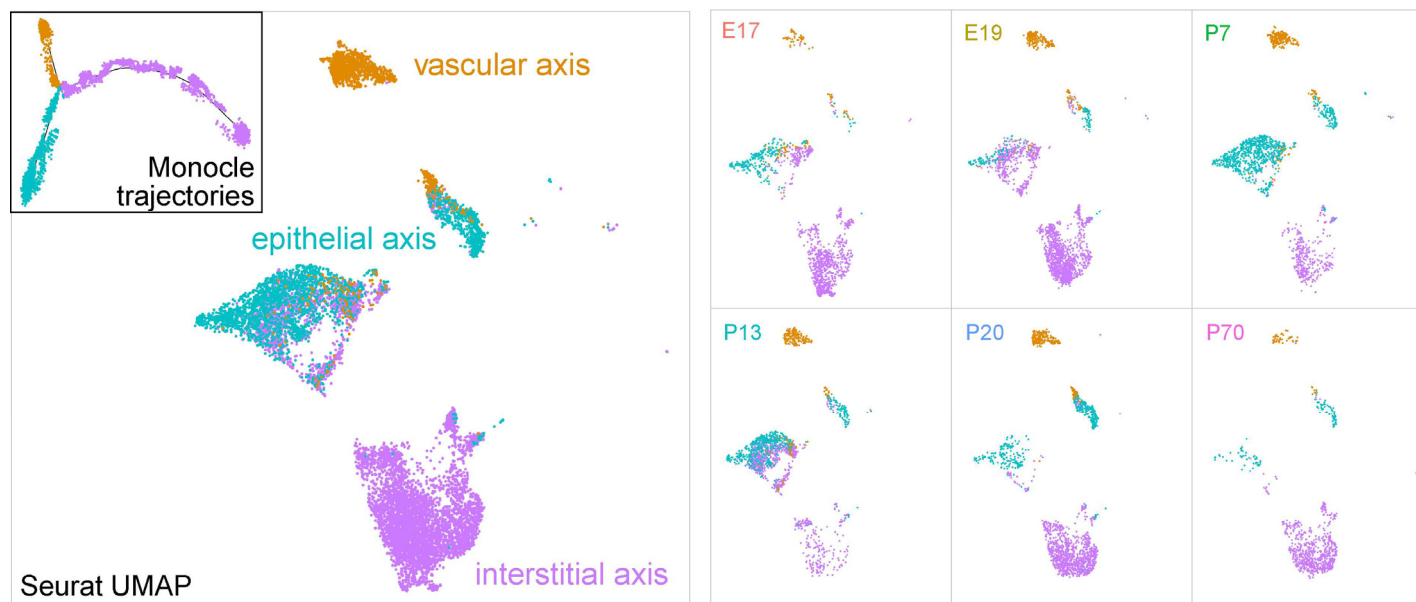 Monocle
trajectories
vascular axis
epithelial axis
interstitial axis
Seurat UMAP
E17
E19
P7
P13
P20
P70